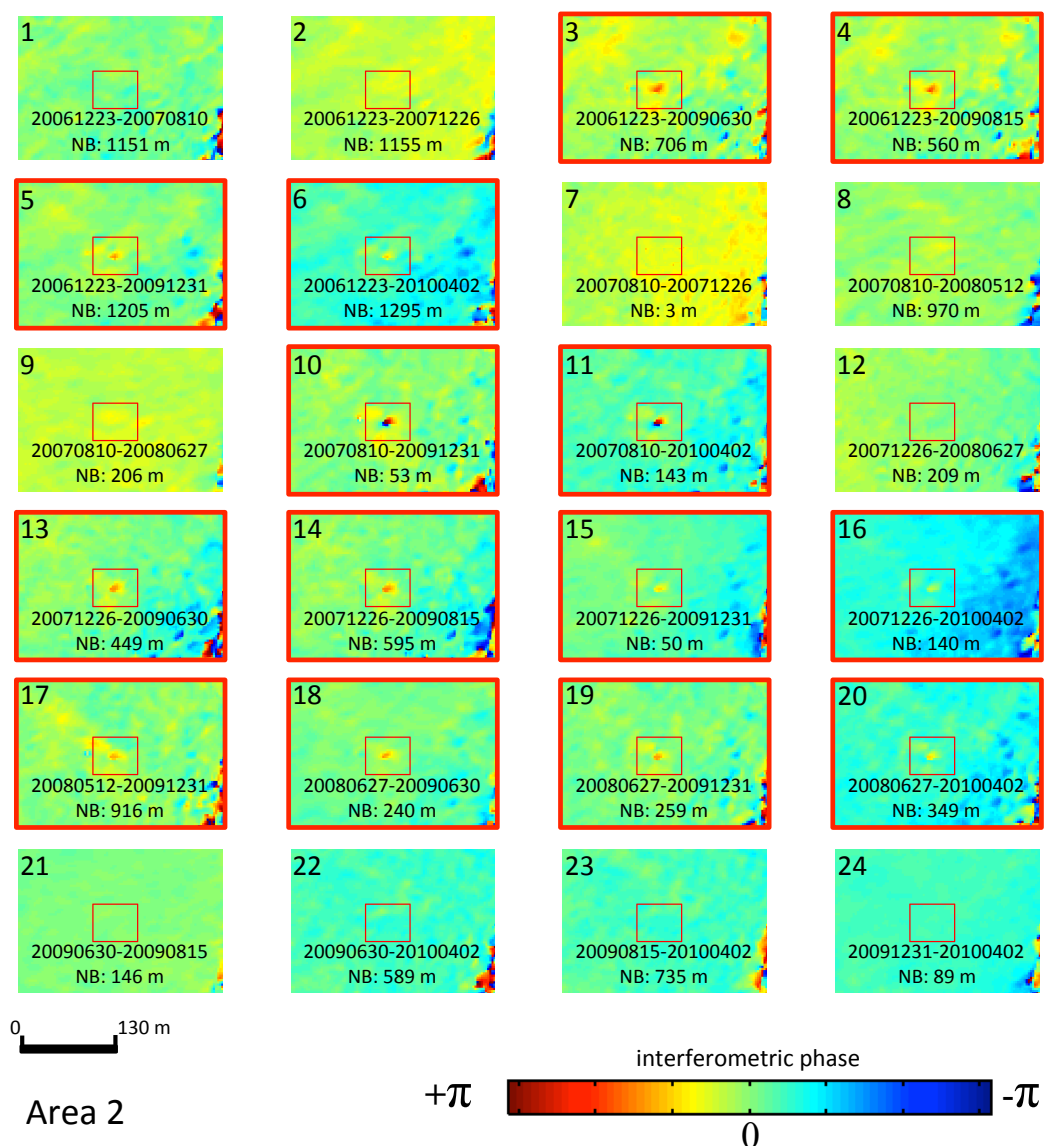 1
20061223-20070810
NB: 1151 m
2
20061223-20071226
NB: 1155 m
3
20061223-20090630
NB: 706 m
4
20061223-20090815
NB: 560 m
5
20061223-20091231
NB: 1205 m
6
20061223-20100402
NB: 1295 m
7
20070810-20071226
NB: 3 m
8
20070810-20080512
NB: 970 m
9
20070810-20080627
NB: 206 m
10
20070810-20091231
NB: 53 m
11
20070810-20100402
NB: 143 m
12
20071226-20080627
NB: 209 m
13
20071226-20090630
NB: 449 m
14
20071226-20090815
NB: 595 m
15
20071226-20091231
NB: 50 m
16
20071226-20100402
NB: 140 m
17
20080512-20091231
NB: 916 m
18
20080627-20090630
NB: 240 m
19
20080627-20091231
NB: 259 m
20
20080627-20100402
NB: 349 m
21
20090630-20090815
NB: 146 m
22
20090630-20100402
NB: 589 m
23
20090815-20100402
NB: 735 m
24
20091231-20100402
NB: 89 m
0 130 m
interferometric phase
+π -π
0
Area 2